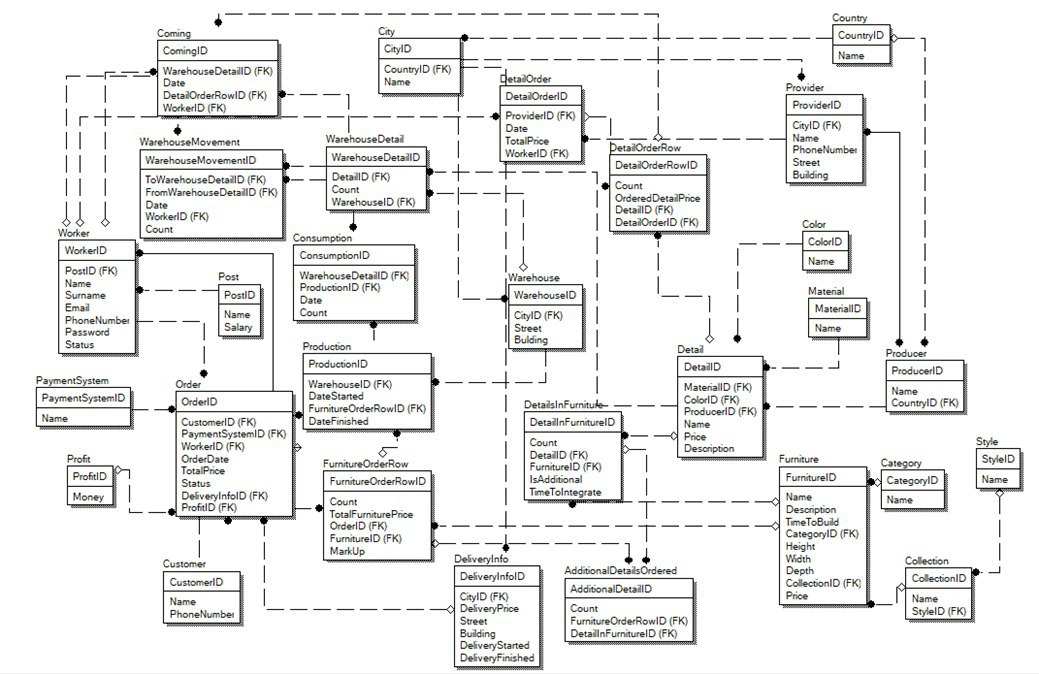 Country
CountryID
Name
Coming
ComingID
WarehouseDetailID (FK)
Date
DetailOrderRowID (FK)
WorkerID (FK)
City
CityID
CountryID (FK)
Name
DetailOrder
DetailOrderID
ProviderID (FK)
Date
TotalPrice
WorkerID (FK)
Provider
ProviderID
CityID (FK)
Name
PhoneNumber
Street
Building
WarehouseMovement
WarehouseMovementID
ToWarehouseDetailID (FK)
FromWarehouseDetailID (FK)
Date
WorkerID (FK)
Count
WarehouseDetail
WarehouseDetailID
DetailID (FK)
Count
WarehouseID (FK)
DetailOrderRow
DetailOrderRowID
Count
OrderedDetailPrice
DetailID (FK)
DetailOrderID (FK)
Worker
WorkerID
PostID (FK)
Name
Surname
Email
PhoneNumber
Password
Status
Post
PostID
Name
Salary
Consumption
ConsumptionID
WarehouseDetailID (FK)
ProductionID (FK)
Date
Count
Warehouse
WarehouseID
CityID (FK)
Street
Bulding
Color
ColorID
Name
Material
MaterialID
Name
Production
ProductionID
WarehouseID (FK)
DateStarted
FurnitureOrderRowID (FK)
DateFinished
Detail
DetailID
MaterialID (FK)
ColorID (FK)
ProducerID (FK)
Name
Price
Description
Producer
ProducerID
Name
CountryID (FK)
PaymentSystem
PaymentSystemID
Name
Order
OrderID
CustomerID (FK)
PaymentSystemID (FK)
WorkerID (FK)
OrderDate
TotalPrice
Status
DeliveryInfoID (FK)
ProfitID (FK)
DetailsInFurniture
DetailInFurnitureID
Count
DetailID (FK)
FurnitureID (FK)
IsAdditional
TimeToIntegrate
Profit
ProfitID
Money
FurnitureOrderRow
FurnitureOrderRowID
Count
TotalFurniturePrice
OrderID (FK)
FurnitureID (FK)
MarkUp
Furniture
FurnitureID
Name
Description
TimeToBuild
CategoryID (FK)
Height
Width
Depth
CollectionID (FK)
Price
Category
CategoryID
Name
Style
StyleID
Name
Customer
CustomerID
Name
PhoneNumber
DeliveryInfo
DeliveryInfoID
CityID (FK)
DeliveryPrice
Street
Building
DeliveryStarted
DeliveryFinished
AdditionalDetailsOrdered
AdditionalDetailID
Count
FurnitureOrderRowID (FK)
DetailInFurnitureID (FK)
Collection
CollectionID
Name
StyleID (FK)